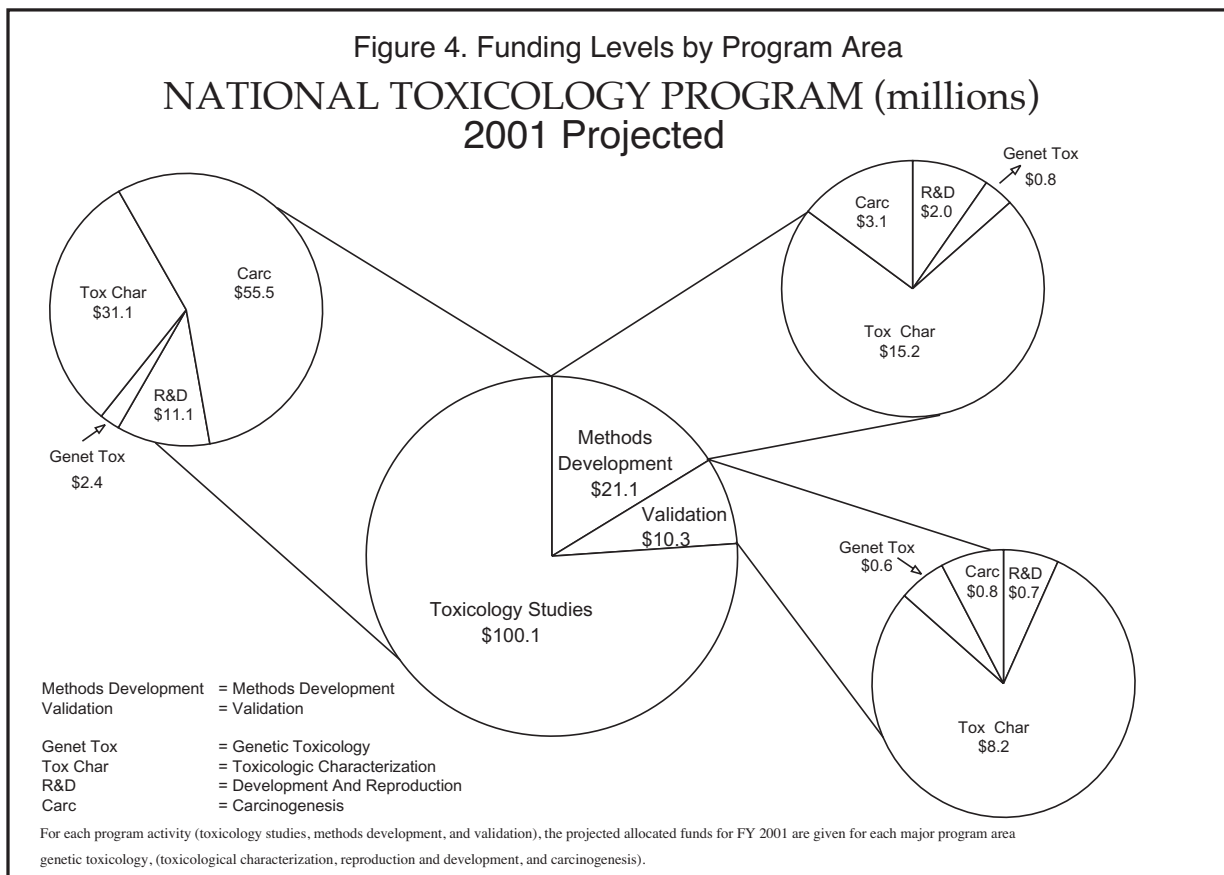 Figure 4. Funding Levels by Program Area
NATIONAL TOXICOLOGY PROGRAM (millions)
2001 Projected
Carc
$55.5
Tox Char
$31.1
R&D
$11.1
Genet Tox
$2.4
Genet Tox
$0.8
R&D
$2.0
Carc
$3.1
Tox Char
$15.2
Methods
Development
$21.1
Validation
$10.3
Toxicology Studies
$100.1
Genet Tox
$0.6
Carc
$0.8
R&D
$0.7
Tox Char
$8.2
Methods Development = Methods Development
Validation = Validation
Genet Tox = Genetic Toxicology
Tox Char = Toxicologic Characterization
R&D = Development And Reproduction
Carc = Carcinogenesis
For each program activity (toxicology studies, methods development, and validation), the projected allocated funds for FY 2001 are given for each major program area
genetic toxicology, (toxicological characterization, reproduction and development, and carcinogenesis).